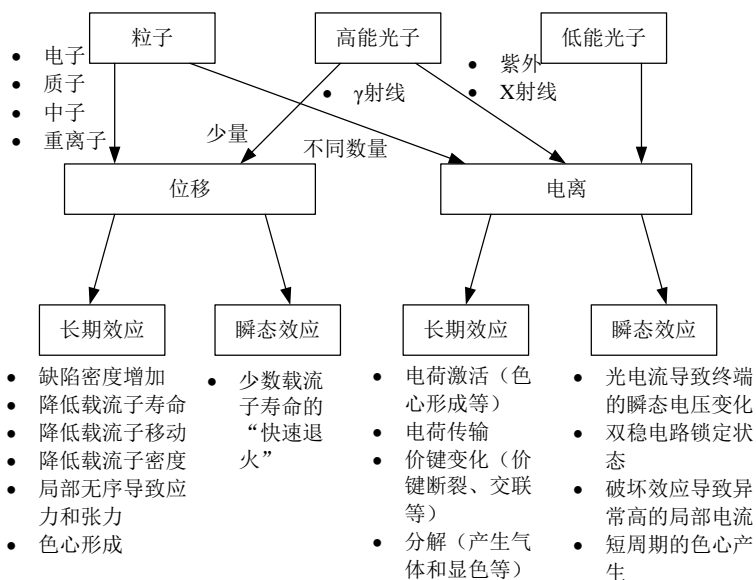 粒子
高能光子
低能光子
• 电子
• 质子
• 中子
• 重离子
• γ射线
• 紫外
• X射线
少量
不同数量
位移
电离
长期效应
瞬态效应
长期效应
瞬态效应
• 缺陷密度增加
• 降低载流子寿命
• 降低载流子移动
• 降低载流子密度
• 局部无序导致应
力和张力
• 色心形成
• 少数载流
子寿命的
“快速退
火”
• 电荷激活（色
心形成等）
• 电荷传输
• 价键变化（价
键断裂、交联
等）
• 分解（产生气
体和显色等）
• 光电流导致终端
的瞬态电压变化
• 双稳电路锁定状
态
• 破坏效应导致异
常高的局部电流
• 短周期的色心产
生